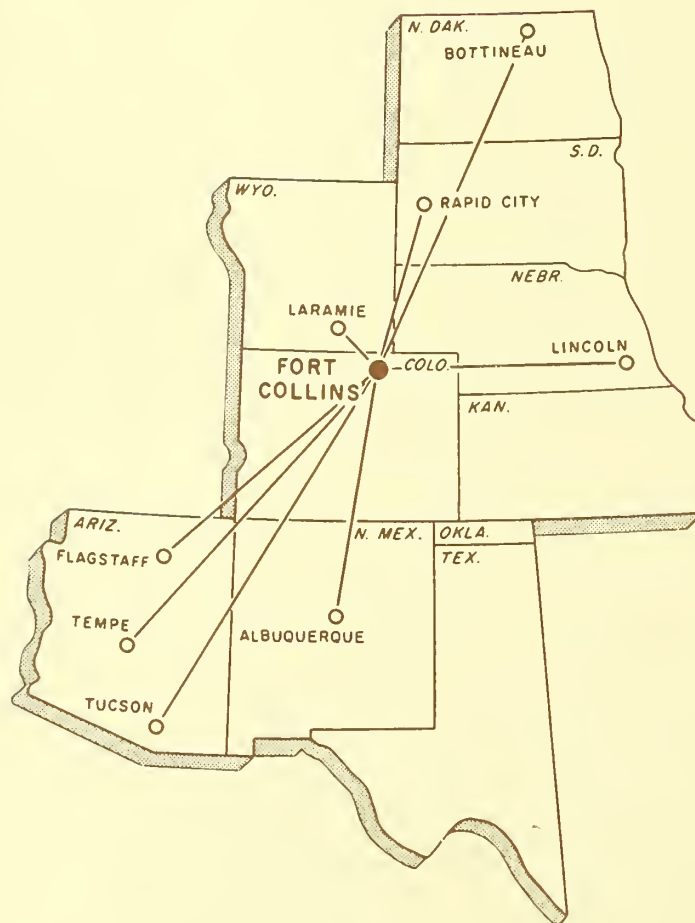 N. DAK.
BOTTINEAU
S.D.
WYO.
RAPID CITY
NEBR.
LARAMIE
LINCOLN
FORT
COLLINS
COLO.
KAN.
ARIZ.
N. MEX.
OKLA.
TEX.
FLAGSTAFF
TEMPE
ALBUQUERQUE
TUCSON